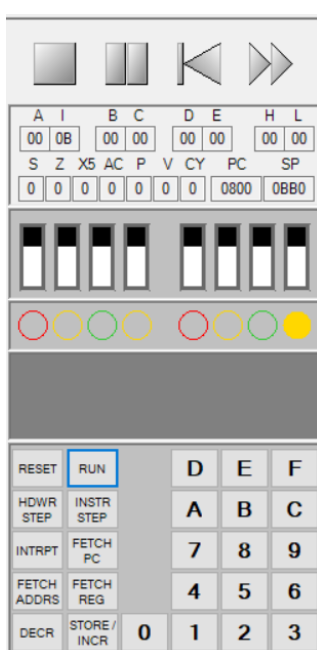 A I B C D E H L
00 0B 00 00 00 00 00 00
S Z X5 AC P V CY PC SP
0 0 0 0 0 0 0 0800 0BB0
RESET RUN D E F
HDWR STEP INSTR STEP A B C
INTRPT FETCH PC 7 8 9
FETCH ADDRS FETCH REG 4 5 6
DECR STORE / INCR 0 1 2 3